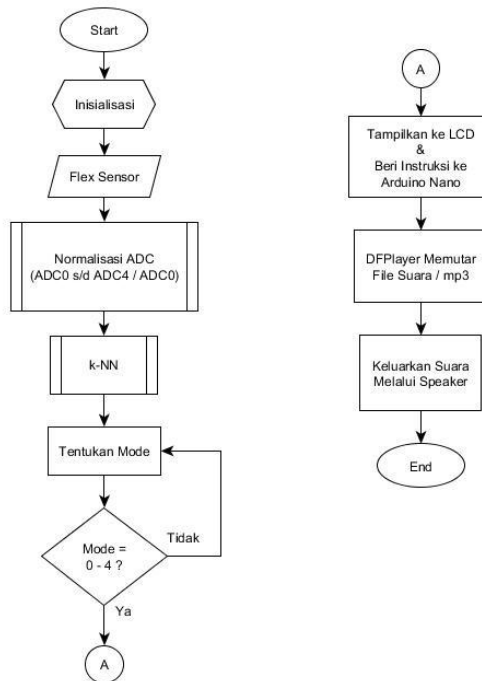 Start
Inisialisasi
Flex Sensor
Normalisasi ADC
(ADC0 s/d ADC4 / ADC0)
k-NN
Tentukan Mode
Mode =
0 - 4 ?
Tidak
Ya
A
A
Tampilkan ke LCD
&
Beri Instruksi ke
Arduino Nano
DFPlayer Memutar
File Suara / mp3
Keluarkan Suara
Melalui Speaker
End